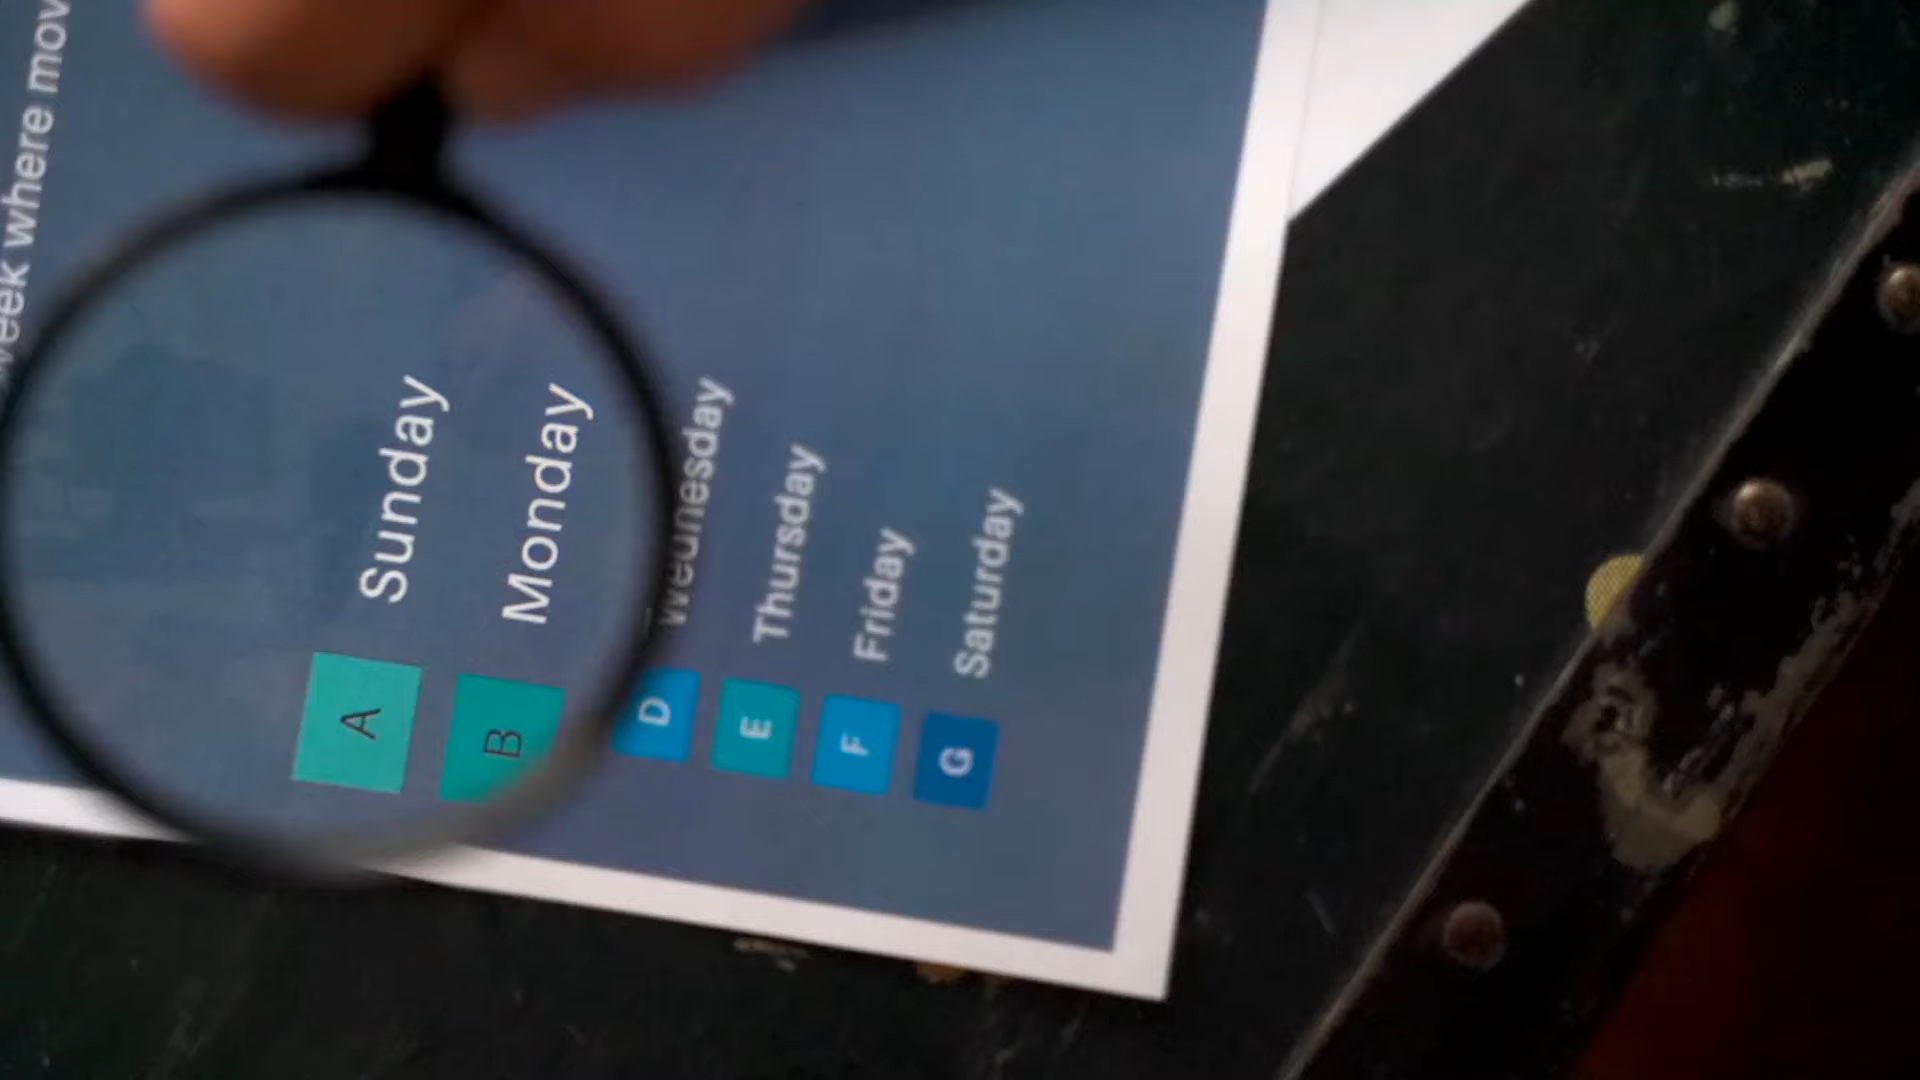 week where mov
A Sunday
B Monday
D Wednesday
E Thursday
F Friday
G Saturday